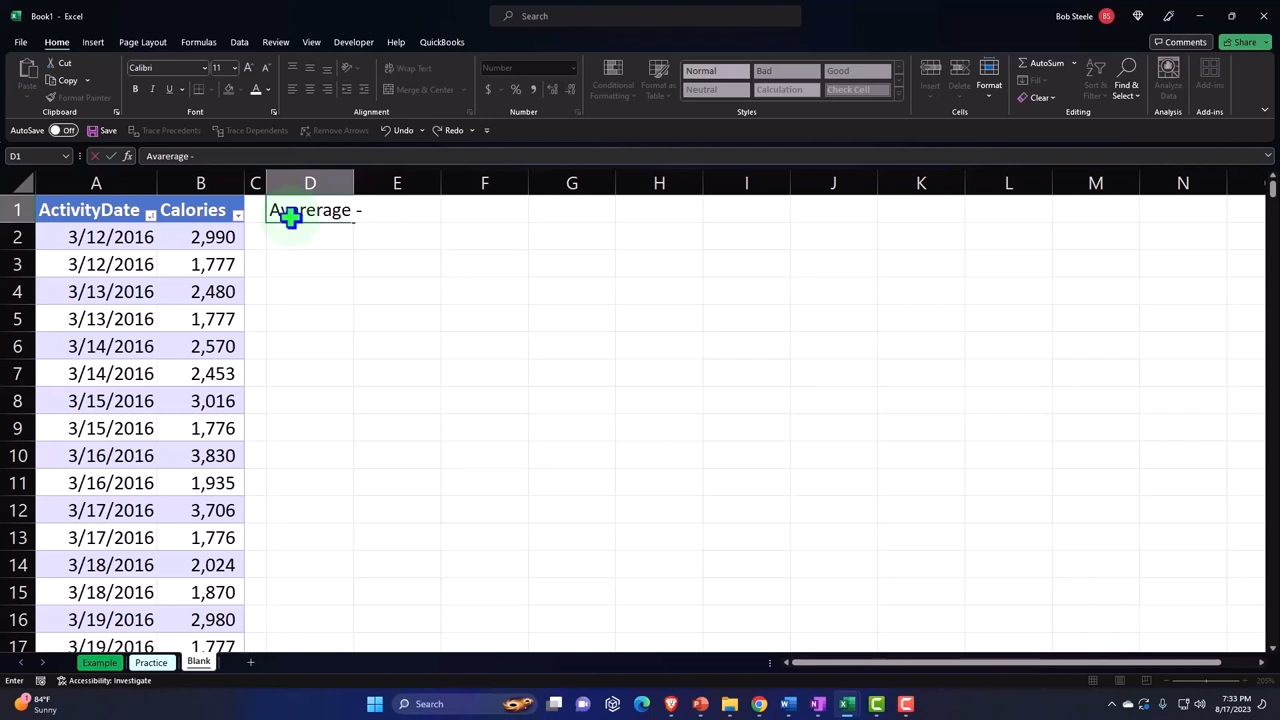 Book1 - Excel
Search
Bob Steele BS
File Home Insert Page Layout Formulas Data Review View Developer Help QuickBooks
Comments Share
Paste Cut Copy Format Painter Clipboard
Calibri 11 B I U A Font
Wrap Text Merge & Center Alignment
Number $ % Number
Conditional Formatting Format as Table
Normal Bad Good
Neutral Calculation Check Cell
Styles
Insert Delete Format Cells
AutoSum Clear Sort & Filter Find & Select Editing
Analyze Data Analysis
Add-ins Add-ins
AutoSave Off Save Trace Precedents Trace Dependents Remove Arrows Undo Redo
D1 fx Avarerage -
A B C D E F G H I J K L M N
1 ActivityDate Calories Avarerage -
2 3/12/2016 2,990
3 3/12/2016 1,777
4 3/13/2016 2,480
5 3/13/2016 1,777
6 3/14/2016 2,570
7 3/14/2016 2,453
8 3/15/2016 3,016
9 3/15/2016 1,776
10 3/16/2016 3,830
11 3/16/2016 1,935
12 3/17/2016 3,706
13 3/17/2016 1,776
14 3/18/2016 2,024
15 3/18/2016 1,870
16 3/19/2016 2,980
17 3/19/2016 1,777
Example Practice Blank
Enter Accessibility: Investigate 205%
84°F
Sunny
Search
7:33 PM
8/17/2023